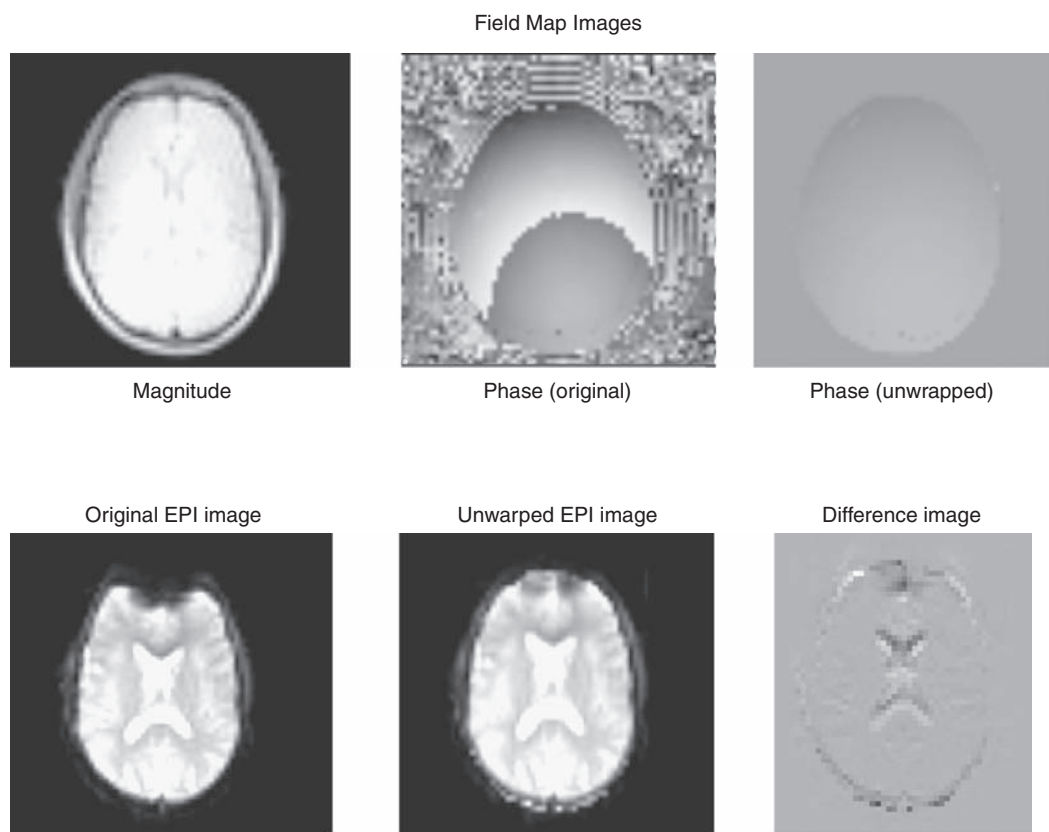 Field Map Images
Magnitude
Phase (original)
Phase (unwrapped)
Original EPI image
Unwarped EPI image
Difference image